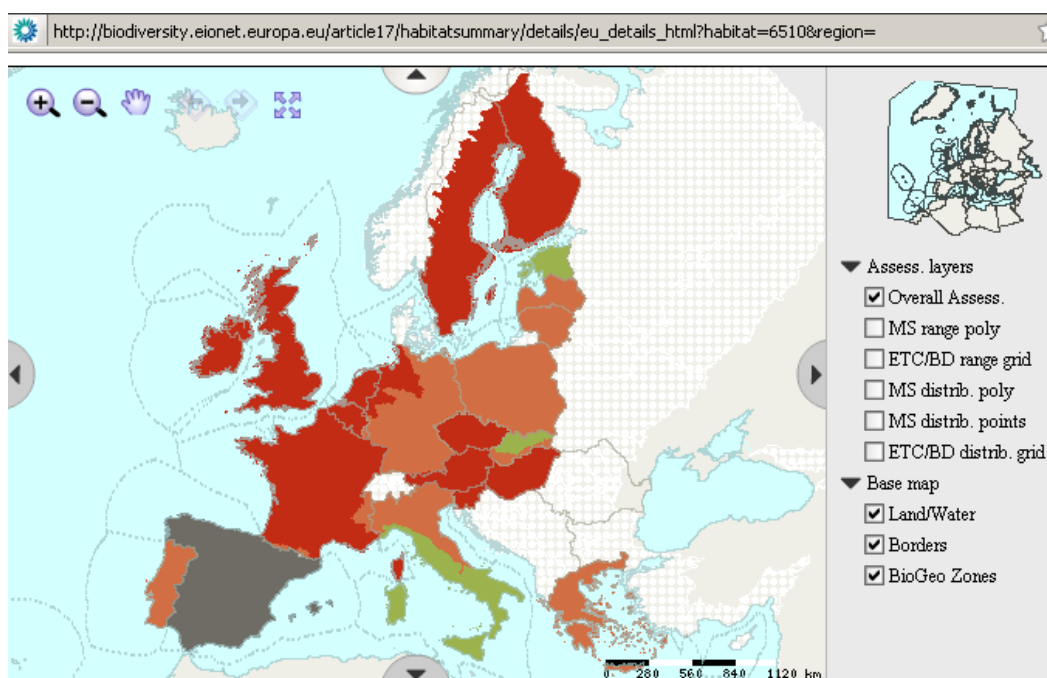 http://biodiversity.eionet.europa.eu/article17/habitatsummary/details/eu_details_html?habitat=6510&region=
Assess. layers
Overall Assess.
MS range poly
ETC/BD range grid
MS distrib. poly
MS distrib. points
ETC/BD distrib. grid
Base map
Land/Water
Borders
BioGeo Zones
0 280 560 840 1120 km